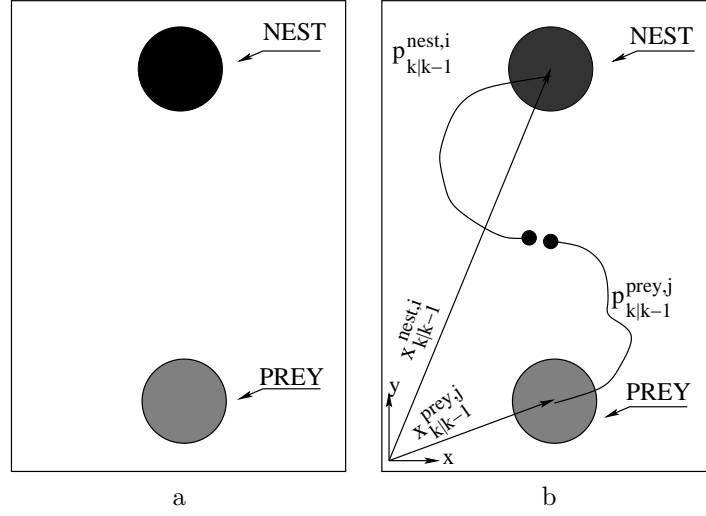 NEST
PREY
a
p nest,i k|k−1
NEST
x nest,i k|k−1
p prey,j k|k−1
y
x prey,j k|k−1
PREY
x
b